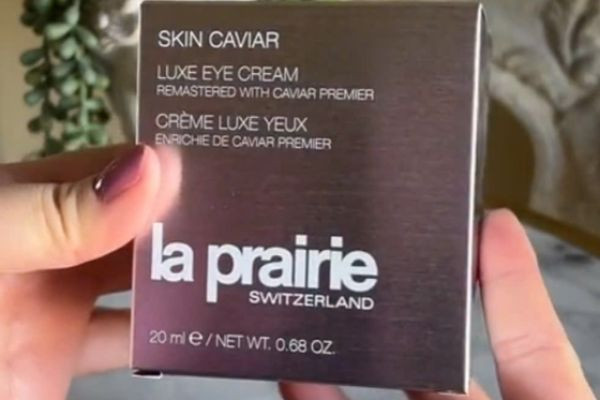 SKIN CAVIAR
LUXE EYE CREAM
REMASTERED WITH CAVIAR PREMIER
CRÈME LUXE YEUX
ENRICHIE DE CAVIAR PREMIER
la prairie
SWITZERLAND
20 ml ℮ / NET WT. 0.68 OZ.